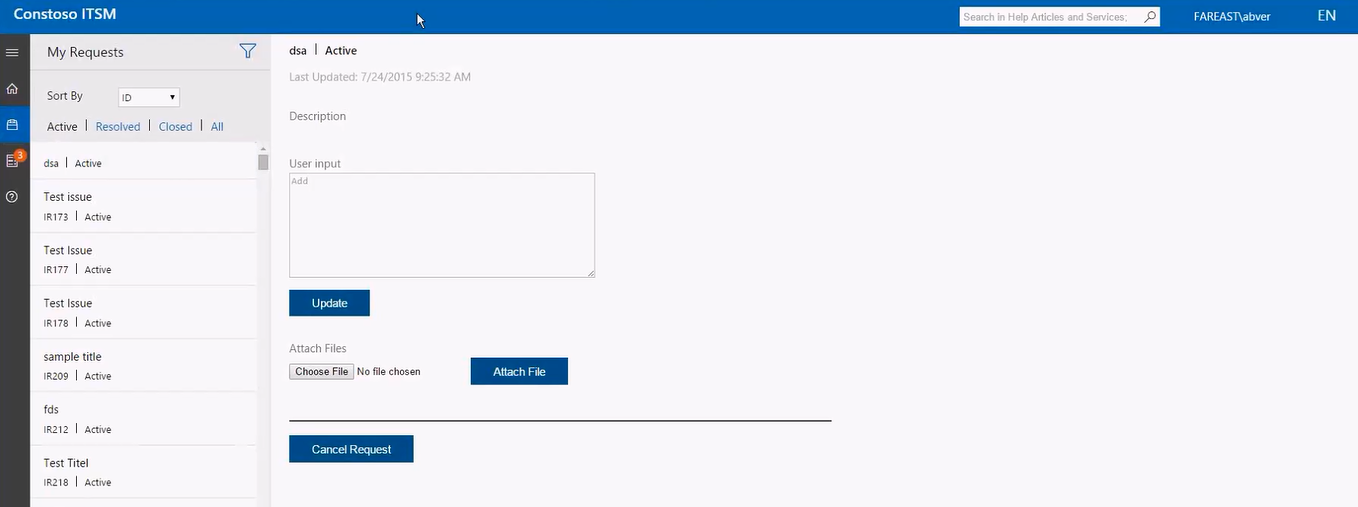 Constoso ITSM
Search in Help Articles and Services;
FAREAST\abver
EN
3
My Requests
Sort By
ID
Active | Resolved | Closed | All
dsa | Active
Test issue
IR173 | Active
Test Issue
IR177 | Active
Test Issue
IR178 | Active
sample title
IR209 | Active
fds
IR212 | Active
Test Titel
IR218 | Active
dsa | Active
Last Updated: 7/24/2015 9:25:32 AM
Description
User input
Add
Update
Attach Files
Choose File No file chosen
Attach File
Cancel Request